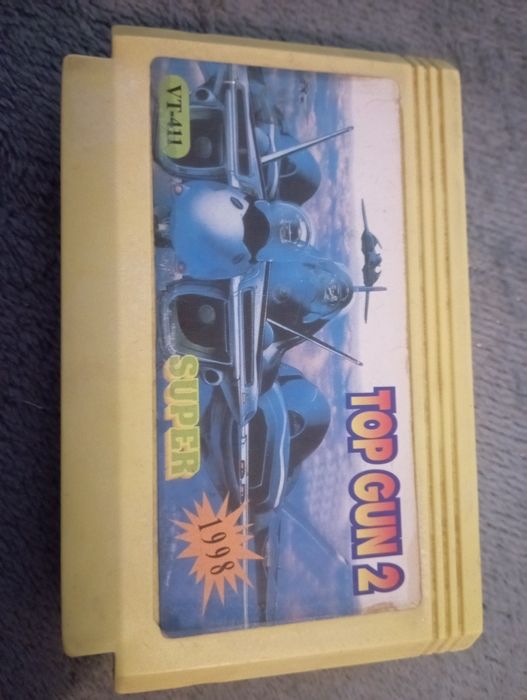 TOP GUN 2
VT-411
SUPER
1998